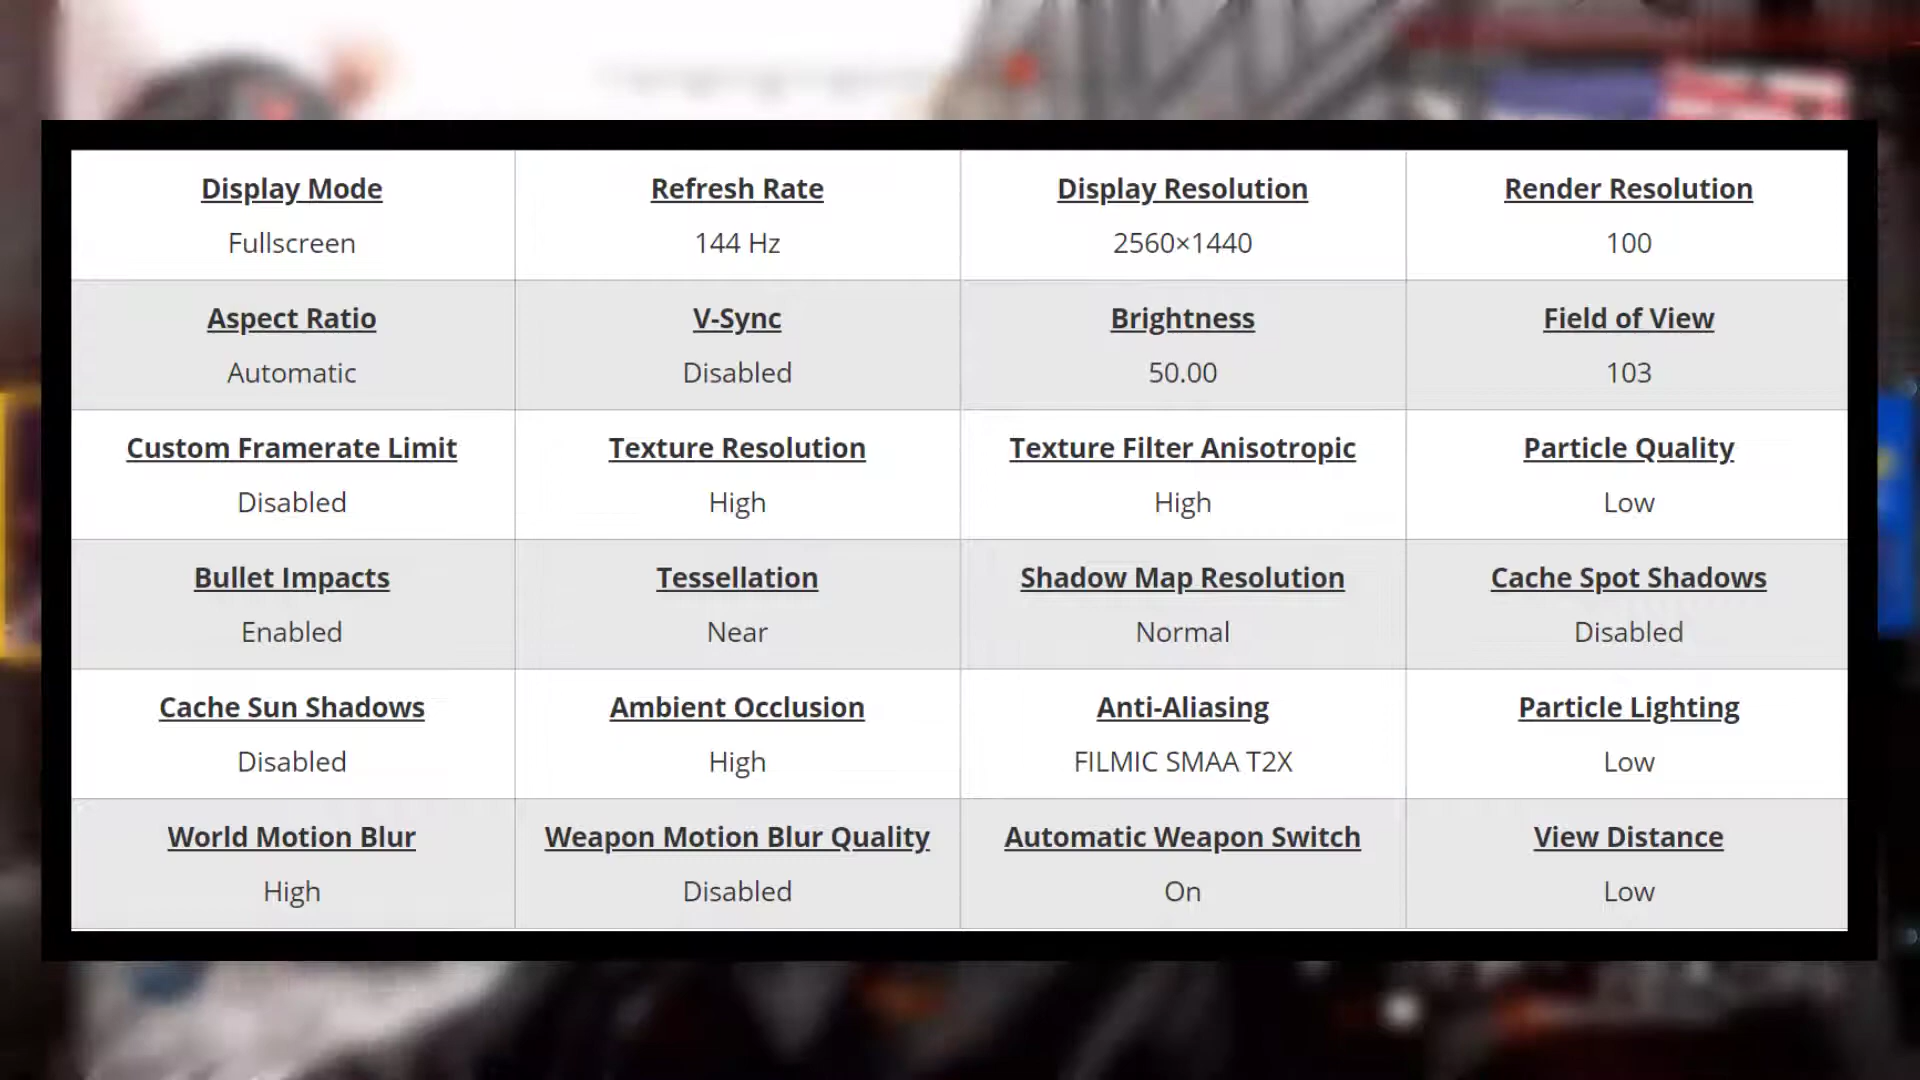 Display Mode
Refresh Rate
Display Resolution
Render Resolution
Fullscreen
144 Hz
2560×1440
100
Aspect Ratio
V-Sync
Brightness
Field of View
Automatic
Disabled
50.00
103
Custom Framerate Limit
Texture Resolution
Texture Filter Anisotropic
Particle Quality
Disabled
High
High
Low
Bullet Impacts
Tessellation
Shadow Map Resolution
Cache Spot Shadows
Enabled
Near
Normal
Disabled
Cache Sun Shadows
Ambient Occlusion
Anti-Aliasing
Particle Lighting
Disabled
High
FILMIC SMAA T2X
Low
World Motion Blur
Weapon Motion Blur Quality
Automatic Weapon Switch
View Distance
High
Disabled
On
Low